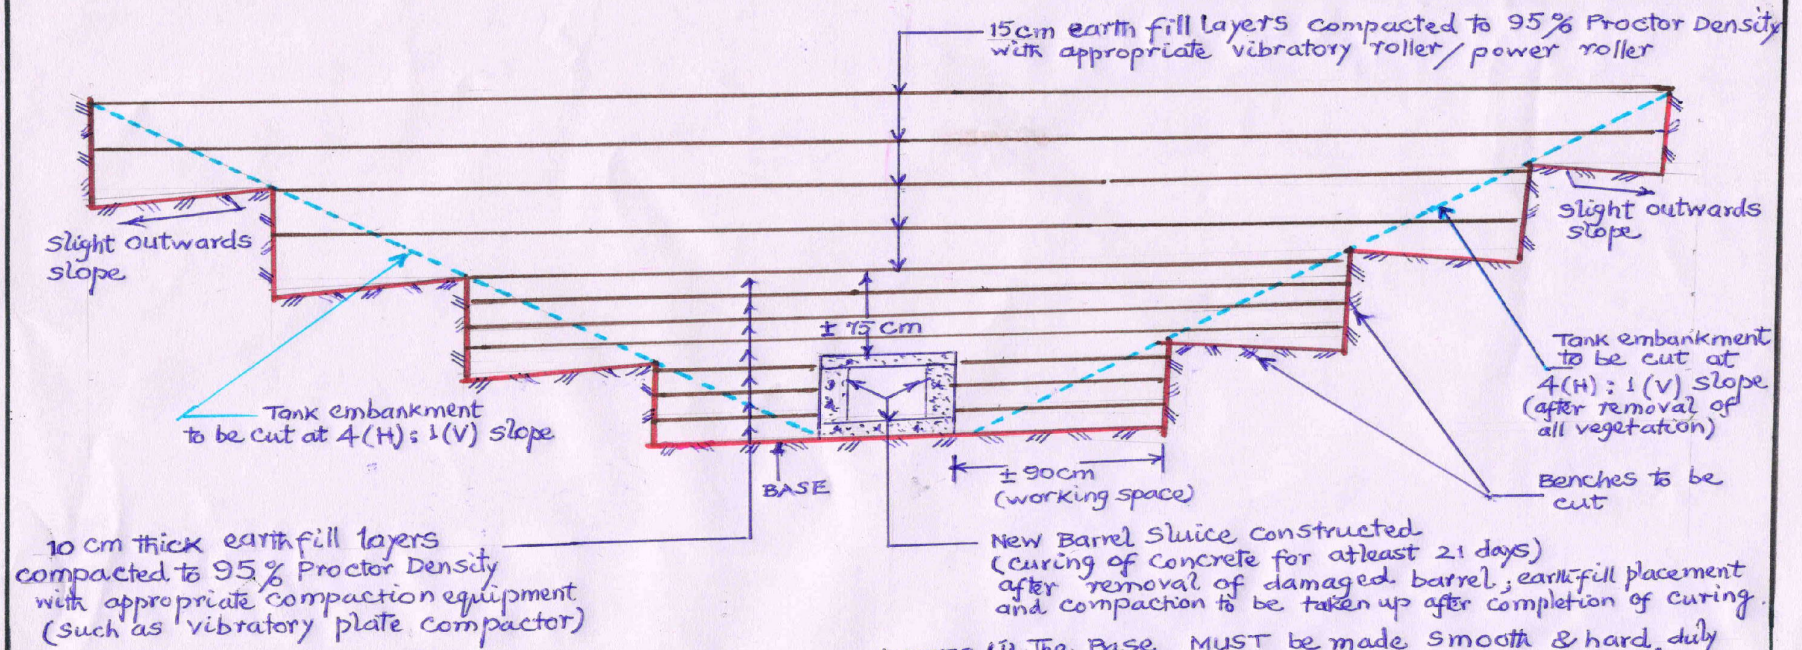 15cm earth fill layers compacted to 95% Proctor Density
with appropriate vibratory roller/power roller
Slight outwards
slope
Slight outwards
slope
± 75 cm
Tank embankment
to be cut at 4(H):1(V) slope
Tank embankment
to be cut at
4(H):1(V) slope
(after removal of
all vegetation)
± 90cm
(working space)
BASE
Benches to be
cut
10 cm thick earthfill layers
compacted to 95% Proctor Density
with appropriate compaction equipment
(such as vibratory plate compactor)
New Barrel Sluice constructed
(curing of concrete for atleast 21 days)
after removal of damaged barrel; earth-fill placement
and compaction to be taken up after completion of curing.
The Base MUST be made smooth & hard, duly